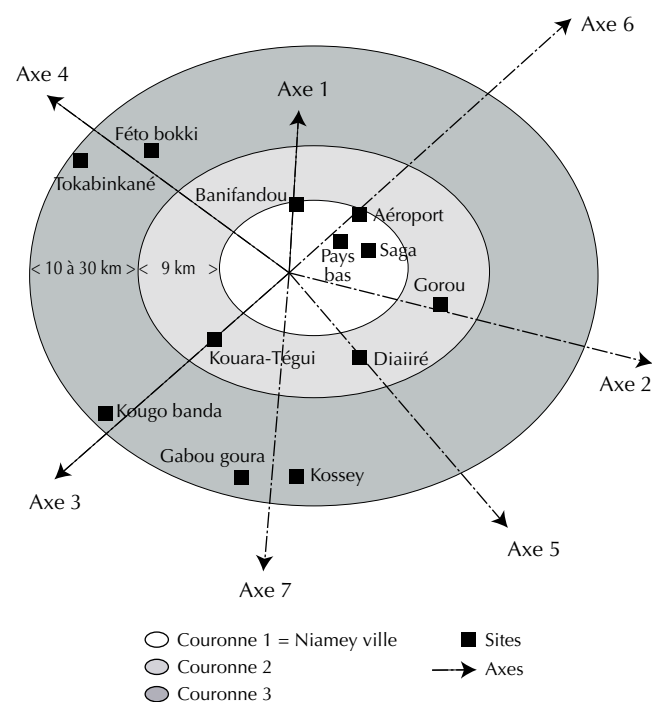 Axe 6
Axe 4
Axe 1
Féto bokki
Tokabinkané
Banifandou
Aéroport
Pays
bas
Saga
< 10 à 30 km >
< 9 km >
Gorou
Kouara-Tégui
Diaiiré
Axe 2
Kougo banda
Gabou goura
Kossey
Axe 3
Axe 5
Axe 7
Couronne 1 = Niamey ville
Sites
Couronne 2
Axes
Couronne 3